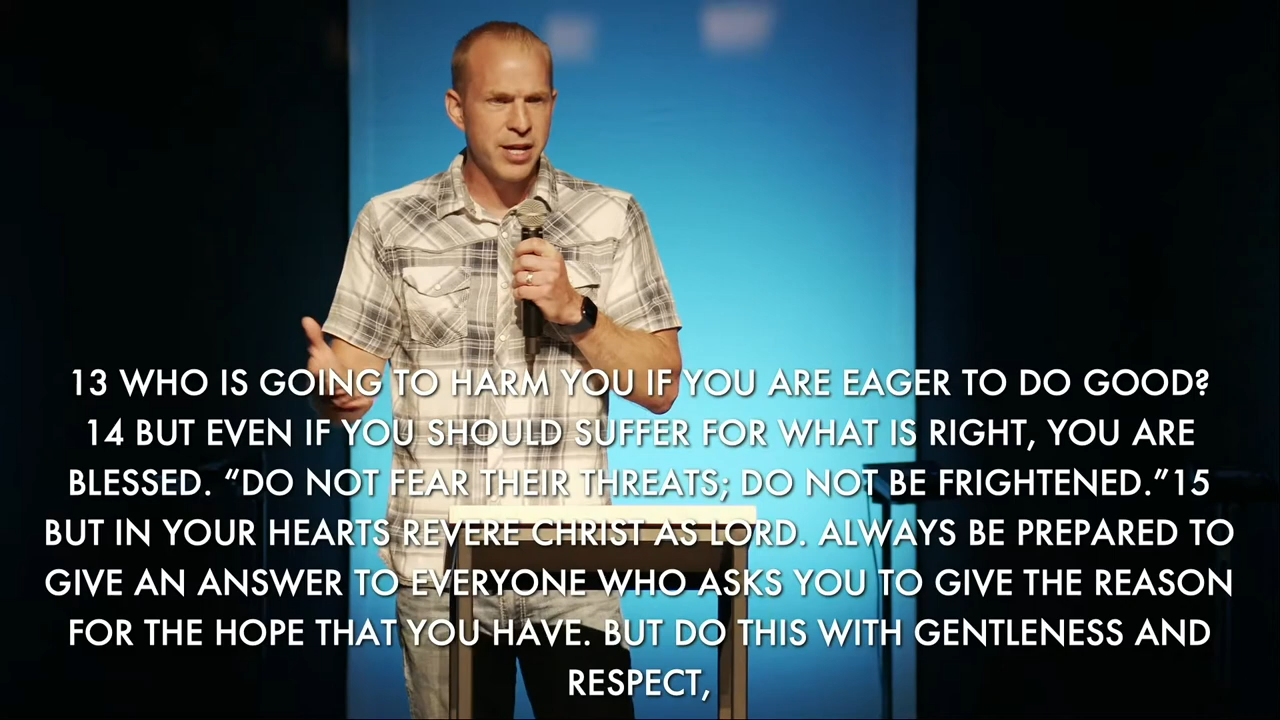 13 WHO IS GOING TO HARM YOU IF YOU ARE EAGER TO DO GOOD?
14 BUT EVEN IF YOU SHOULD SUFFER FOR WHAT IS RIGHT, YOU ARE
BLESSED. “DO NOT FEAR THEIR THREATS; DO NOT BE FRIGHTENED.”15
BUT IN YOUR HEARTS REVERE CHRIST AS LORD. ALWAYS BE PREPARED TO
GIVE AN ANSWER TO EVERYONE WHO ASKS YOU TO GIVE THE REASON
FOR THE HOPE THAT YOU HAVE. BUT DO THIS WITH GENTLENESS AND
RESPECT,